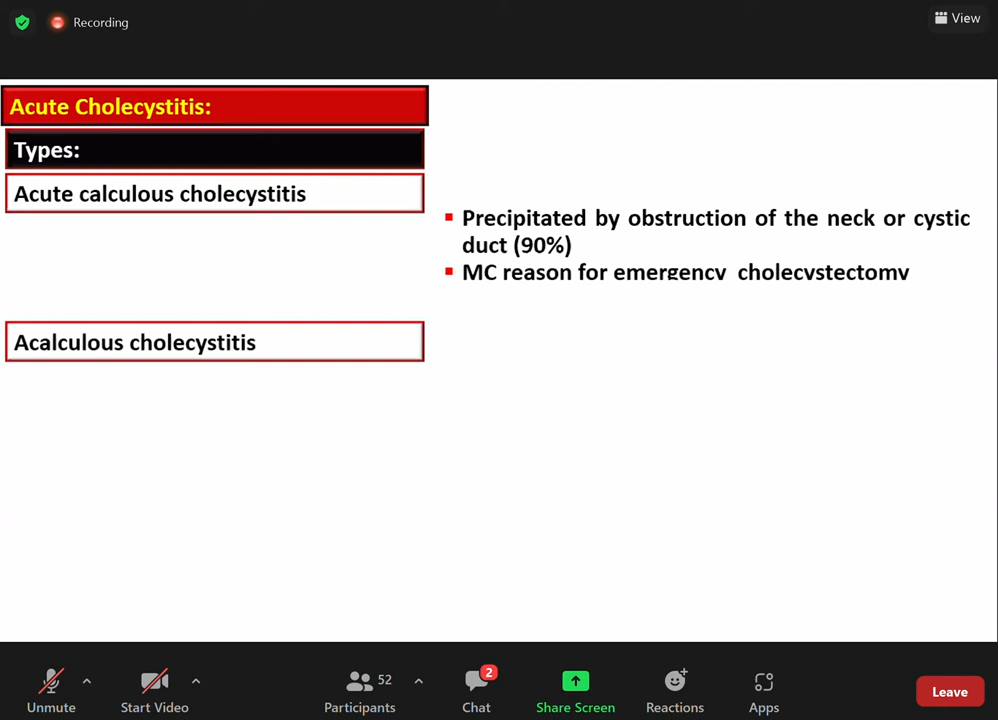 Recording
View
Acute Cholecystitis:
Types:
Acute calculous cholecystitis
▪ Precipitated by obstruction of the neck or cystic
duct (90%)
▪ MC reason for emergency cholecystectomy
Acalculous cholecystitis
Unmute
Start Video
52
Participants
2
Chat
Share Screen
Reactions
Apps
Leave